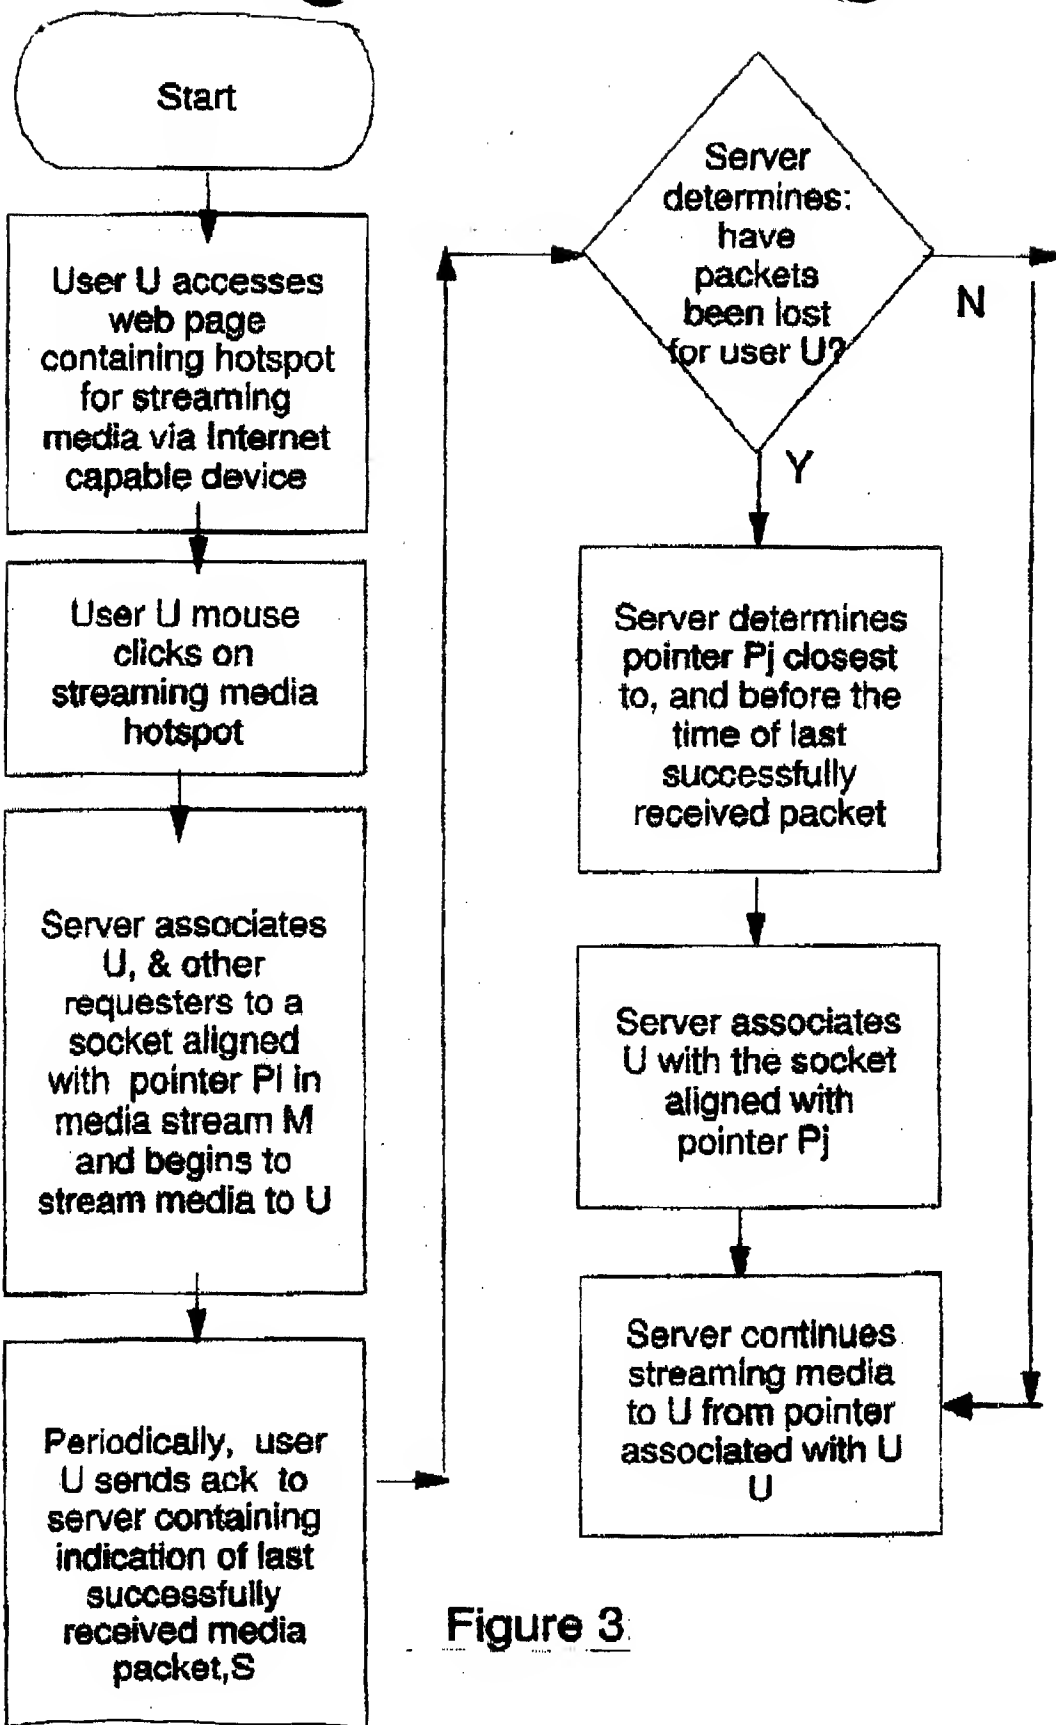 Start
User U accesses
web page
containing hotspot
for streaming
media via Internet
capable device
User U mouse
clicks on
streaming media
hotspot
Server associates
U, & other
requesters to a
socket aligned
with pointer Pi in
media stream M
and begins to
stream media to U
Periodically, user
U sends ack to
server containing
indication of last
successfully
received media
packet,S
Server
determines:
have
packets
been lost
for user U?
N
Y
Server determines
pointer Pj closest
to, and before the
time of last
successfully
received packet
Server associates
U with the socket
aligned with
pointer Pj
Server continues
streaming media
to U from pointer
associated with U
U
Figure 3